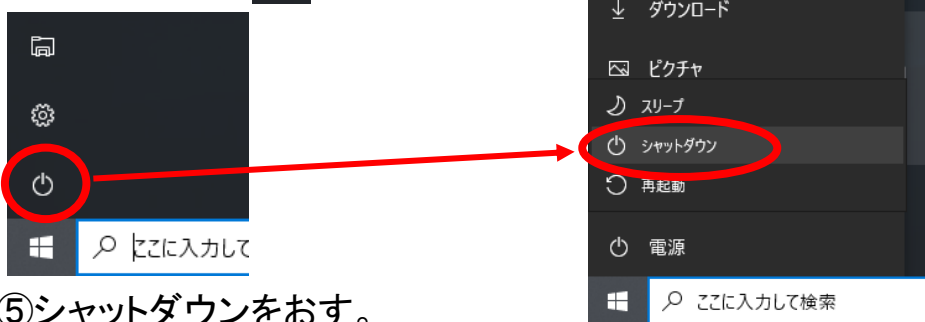 ここに入力して
⑤シャットダウンをおす。
ダウンロード
ピクチャ
スリープ
シャットダウン
再起動
電源
ここに入力して検索